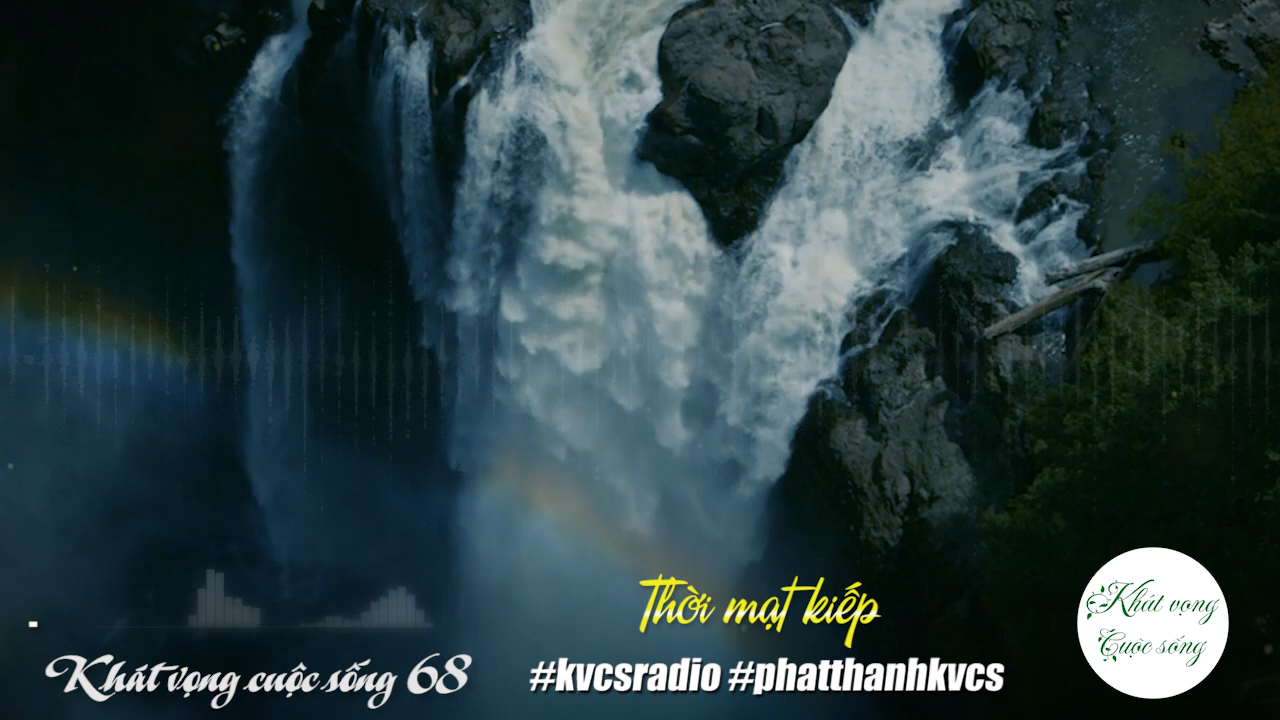 Thời mạt kiếp
Khát vọng cuộc sống 68
#kvcsradio #phatthanhkvcs
Khát vọng
Cuộc sống